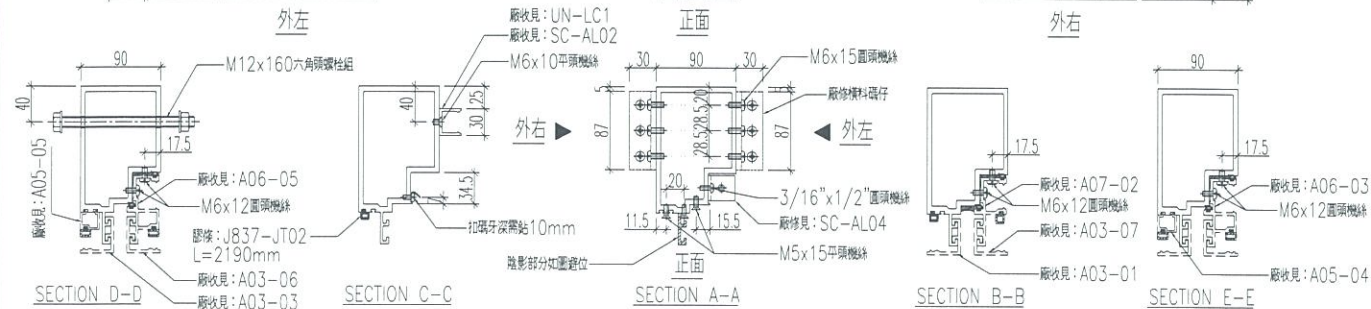 外左
廠收見：UN-LC1
廠收見：SC-AL02
正面
外右
90
M12x160六角頭螺栓組
40
17.5
廠收見：A05-05
廠收見：A06-05
M6x12圓頭機絲
膠條：J837-JT02
L=2190mm
廠收見：A03-06
廠收見：A03-03
SECTION D-D
M6x10平頭機絲
40
25
30
34.5
扣碼牙深需鉆10mm
SECTION C-C
外右
30
90
30
M6x15圓頭機絲
廠修橫料碼仔
5
87
20
28.5
28.5
5
87
外左
20
3/16"x1/2"圓頭機絲
廠修見：SC-AL04
11.5
15.5
M5x15平頭機絲
陰影部分如圖避位
正面
SECTION A-A
17.5
廠收見：A07-02
M6x12圓頭機絲
廠收見：A03-07
廠收見：A03-01
SECTION B-B
90
40
17.5
廠收見：A06-03
M6x12圓頭機絲
廠收見：A05-04
SECTION E-E